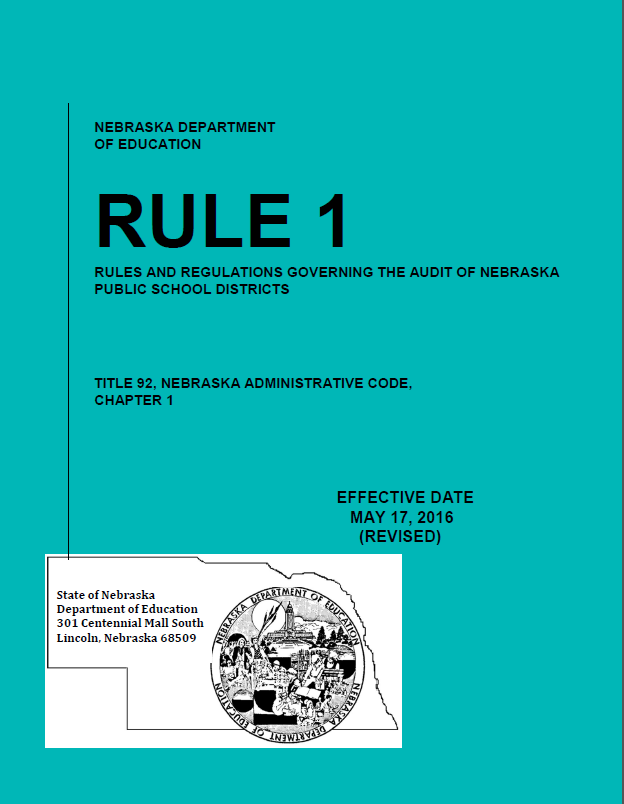 NEBRASKA DEPARTMENT
OF EDUCATION
RULE 1
RULES AND REGULATIONS GOVERNING THE AUDIT OF NEBRASKA
PUBLIC SCHOOL DISTRICTS
TITLE 92, NEBRASKA ADMINISTRATIVE CODE,
CHAPTER 1
EFFECTIVE DATE
MAY 17, 2016
(REVISED)
State of Nebraska
Department of Education
301 Centennial Mall South
Lincoln, Nebraska 68509
NEBRASKA DEPARTMENT OF EDUCATION
NEBRASKA DEPARTMENT OF EDUCATION